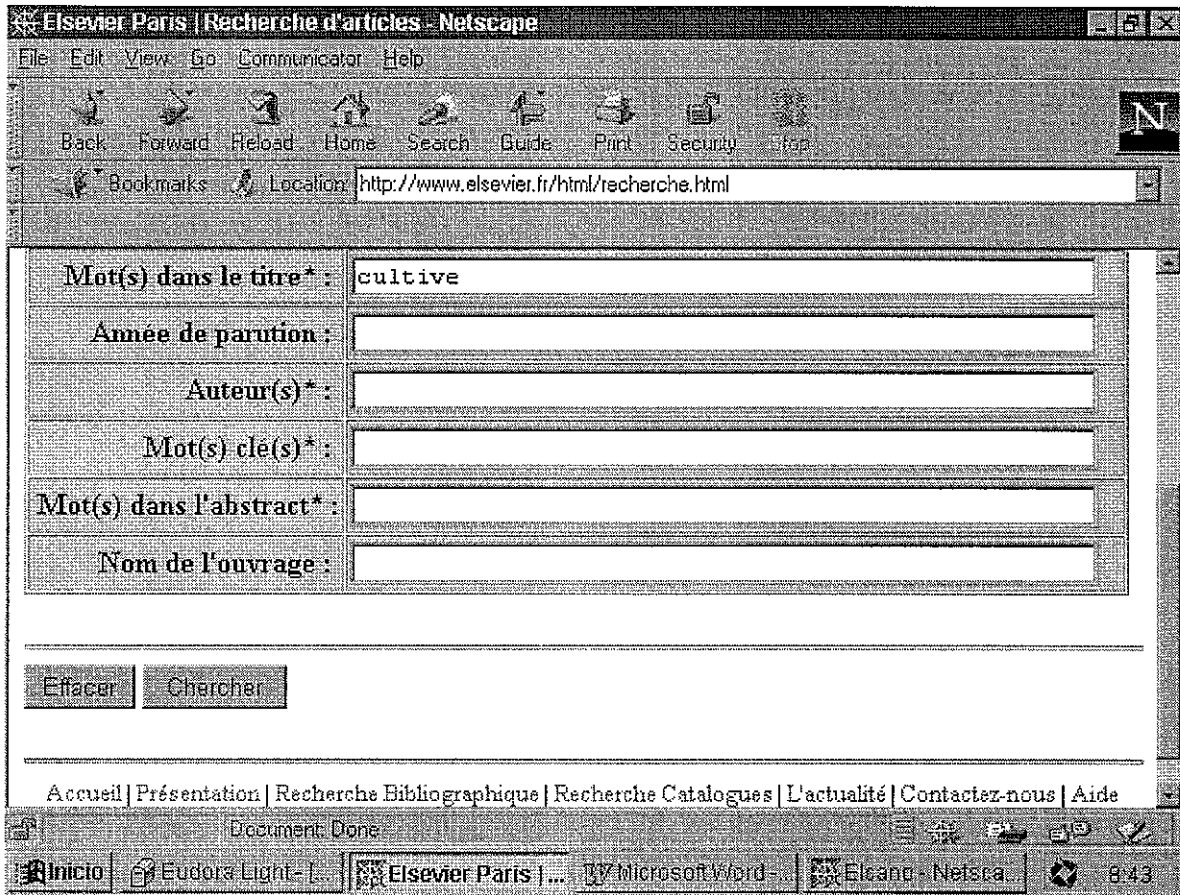 Elsevier Paris | Recherche d'articles - Netscape
File Edit View Go Communicator Help
Back Forward Reload Home Search Guide Print Security Stop
N
Bookmarks Location: http://www.elsevier.fr/html/recherche.html
Mot(s) dans le titre* : cultive
Année de parution :
Auteur(s)* :
Mot(s) clé(s)* :
Mot(s) dans l'abstract* :
Nom de l'ouvrage :
Effacer Chercher
Accueil | Présentation | Recherche Bibliographique | Recherche Catalogues | L'actualité | Contactez-nous | Aide
Document: Done
Inicio Eudora Light - [... Elsevier Paris | ... Microsoft Word - ... Elcano - Netsca... 8:43